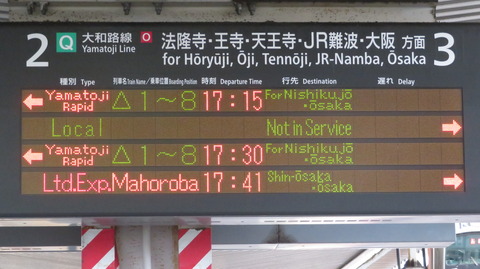 2 Q 大和路線 O 法隆寺・王寺・天王寺・JR難波・大阪 方面 3
Yamatoji Line for Hōryūji, Ōji, Tennōji, JR-Namba, Ōsaka
種別 Type 列車名 Train Name / 乗車位置 Boarding Position 時刻 Departure Time 行先 Destination 遅れ Delay
← Yamatoji Rapid △ 1～8 17:15 For Nishikujō・ōsaka
Local Not in Service →
← Yamatoji Rapid △ 1～8 17:30 For Nishikujō・ōsaka
Ltd.Exp. Mahoroba 17:41 Shin-ōsaka・ōsaka →